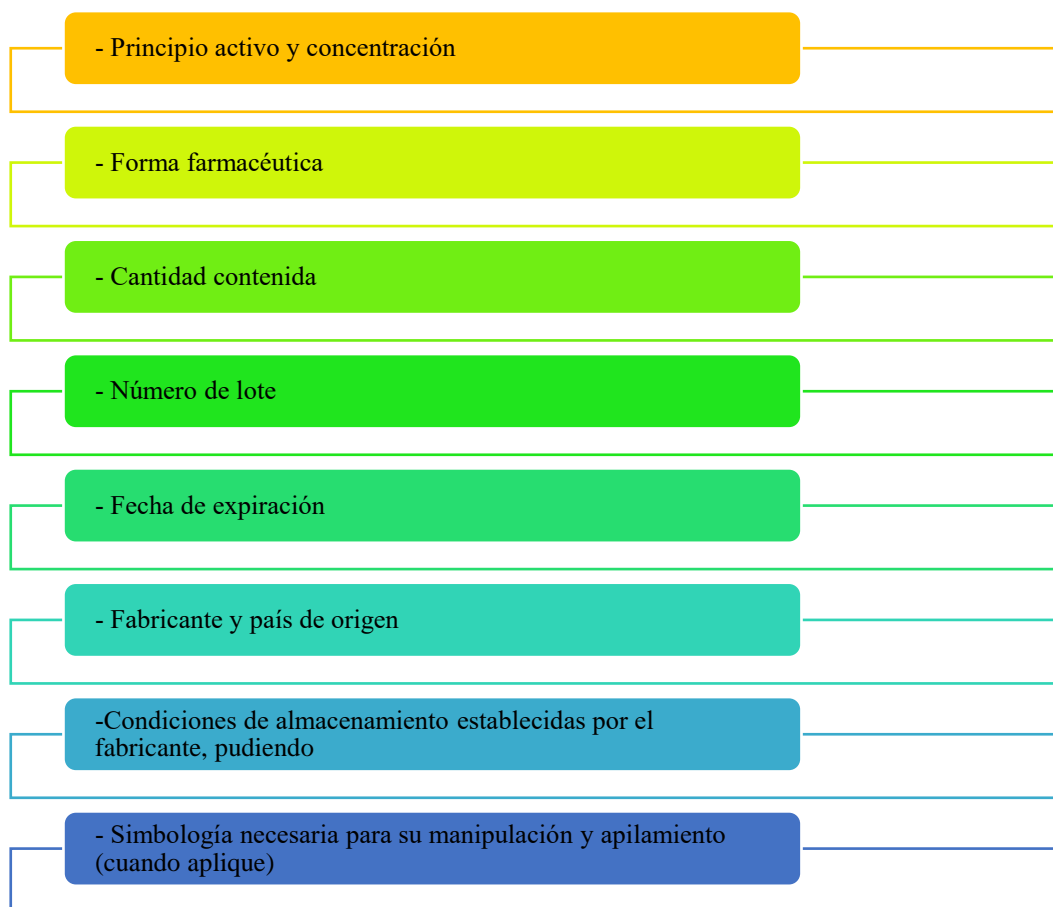 - Principio activo y concentración
- Forma farmacéutica
- Cantidad contenida
- Número de lote
- Fecha de expiración
- Fabricante y país de origen
-Condiciones de almacenamiento establecidas por el
fabricante, pudiendo
- Simbología necesaria para su manipulación y apilamiento
(cuando aplique)